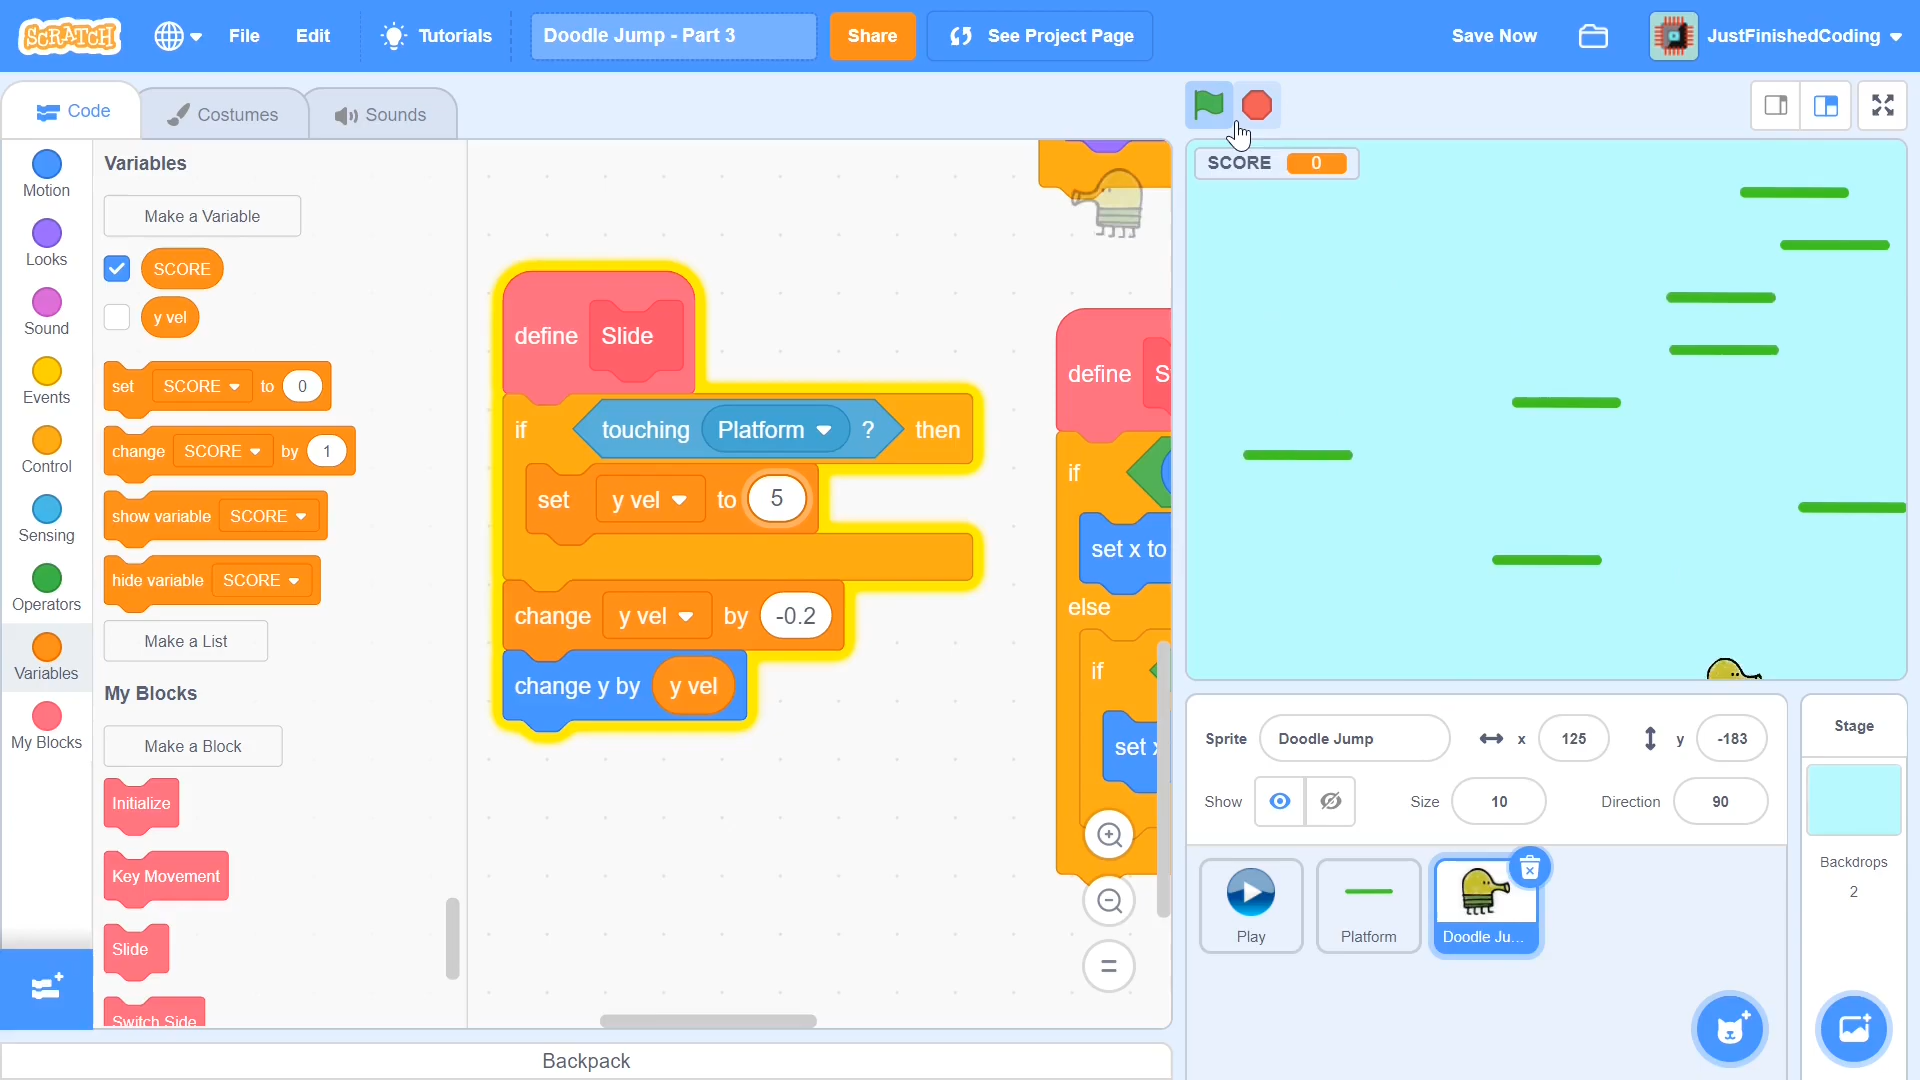 SCRATCH
File
Edit
Tutorials
Doodle Jump - Part 3
Share
See Project Page
Save Now
JustFinishedCoding
Code
Costumes
Sounds
Motion
Looks
Sound
Events
Control
Sensing
Operators
Variables
My Blocks
Variables
Make a Variable
SCORE
y vel
set SCORE to 0
change SCORE by 1
show variable SCORE
hide variable SCORE
Make a List
My Blocks
Make a Block
Initialize
Key Movement
Slide
Switch Side
define Slide
if touching Platform ? then
set y vel to 5
change y vel by -0.2
change y by y vel
define S
if
set x to
else
if
set x
Backpack
SCORE 0
Sprite Doodle Jump x 125 y -183
Show Size 10 Direction 90
Play
Platform
Doodle Ju...
Stage
Backdrops
2